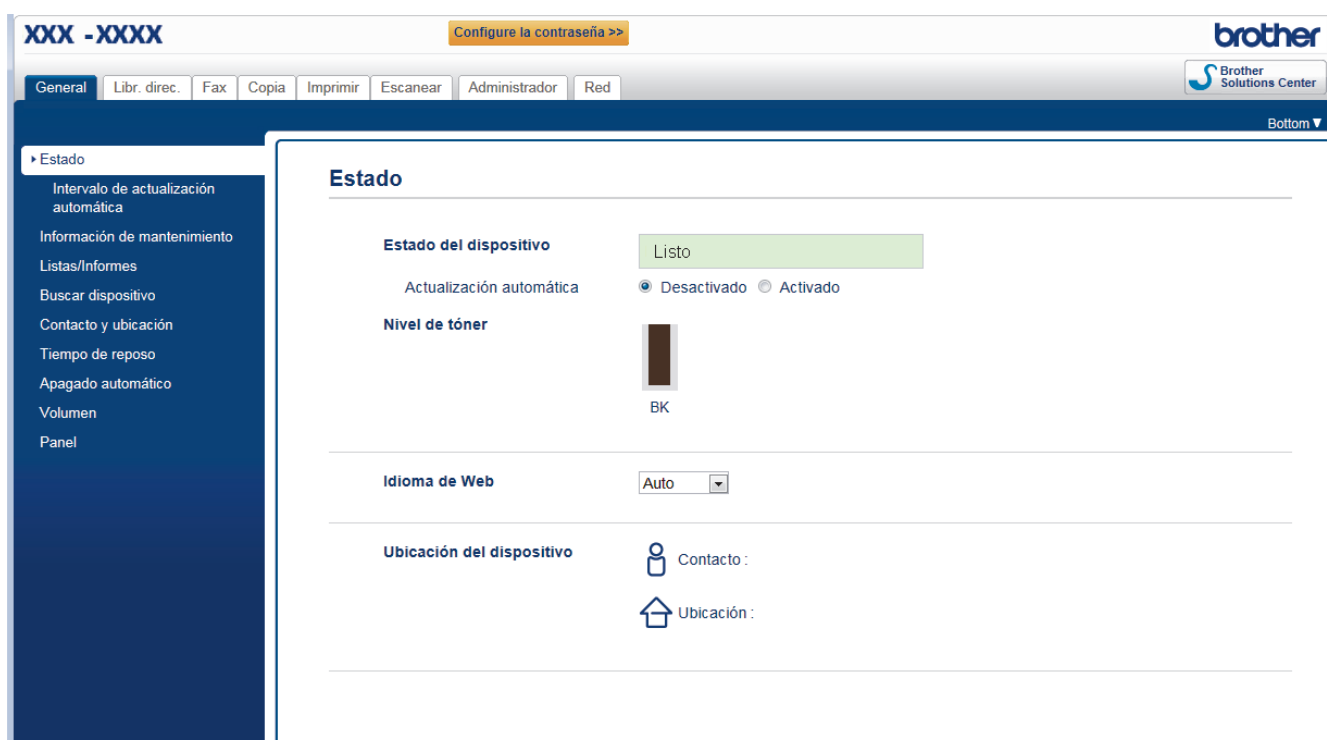 XXX -XXXX
Configure la contraseña >>
brother
General
Libr. direc.
Fax
Copia
Imprimir
Escanear
Administrador
Red
Brother
Solutions Center
Bottom▼
Estado
Intervalo de actualización
automática
Información de mantenimiento
Listas/Informes
Buscar dispositivo
Contacto y ubicación
Tiempo de reposo
Apagado automático
Volumen
Panel
Estado
Estado del dispositivo
Listo
Actualización automática
Desactivado
Activado
Nivel de tóner
BK
Idioma de Web
Auto
Ubicación del dispositivo
Contacto :
Ubicación :